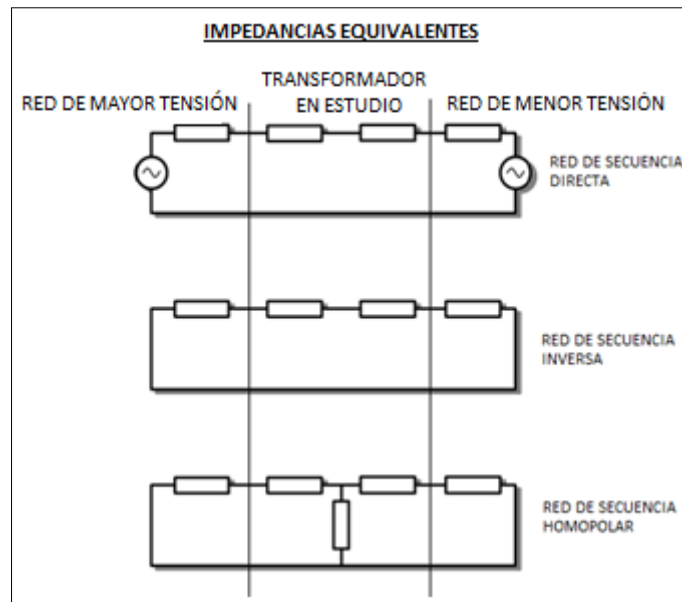 IMPEDANCIAS EQUIVALENTES
RED DE MAYOR TENSIÓN
TRANSFORMADOR
EN ESTUDIO
RED DE MENOR TENSIÓN
RED DE SECUENCIA
DIRECTA
RED DE SECUENCIA
INVERSA
RED DE SECUENCIA
HOMOPOLAR